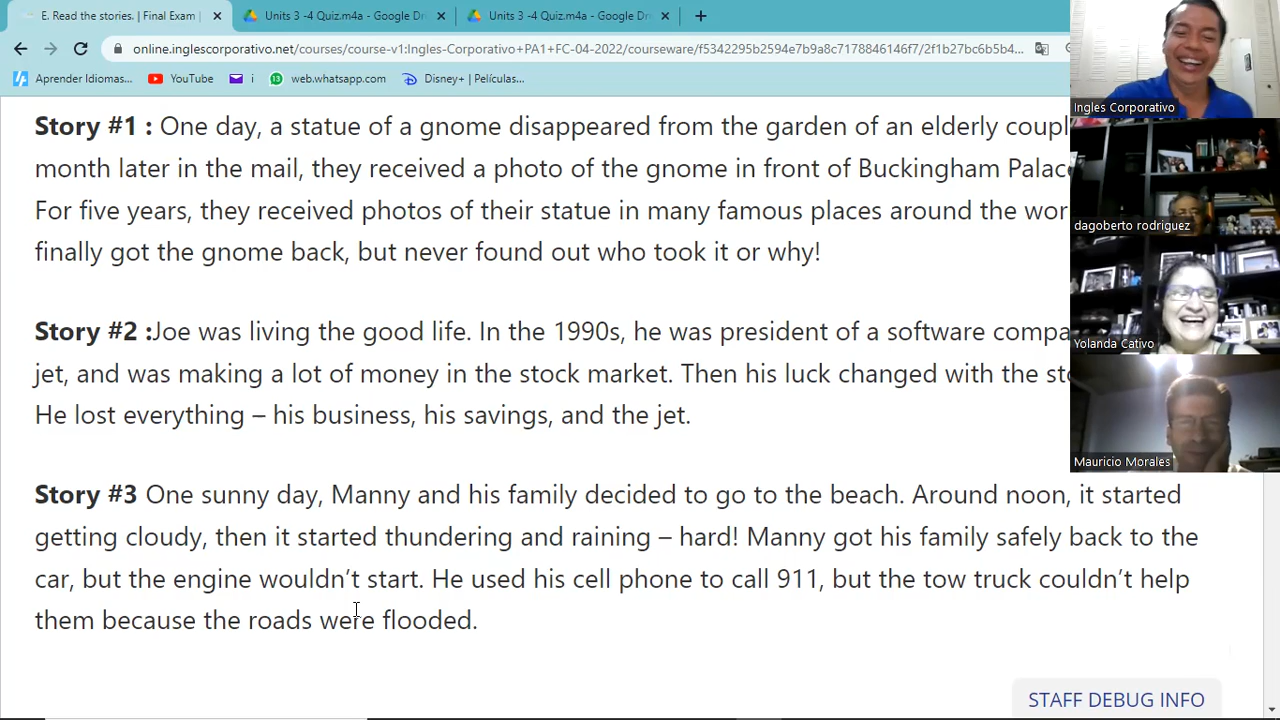 E. Read the stories. | Final Exam |
Units 3 -4 Quiz.m4a - Google Dr
Units 3 -4 Quiz.m4a - Google Dr
online.inglescorporativo.net/courses/course-v1:Ingles-Corporativo+PA1+FC-04-2022/courseware/f5342295b2594e7b9a8c7178846146f7/2f1b27bc6b5b4...
Aprender Idiomas...
YouTube
i
web.whatsapp.com
Disney+ | Películas,...
Story #1 : One day, a statue of a gnome disappeared from the garden of an elderly coupl
month later in the mail, they received a photo of the gnome in front of Buckingham Palac
For five years, they received photos of their statue in many famous places around the wor
finally got the gnome back, but never found out who took it or why!
Story #2 :Joe was living the good life. In the 1990s, he was president of a software compa
jet, and was making a lot of money in the stock market. Then his luck changed with the sto
He lost everything – his business, his savings, and the jet.
Story #3 One sunny day, Manny and his family decided to go to the beach. Around noon, it started
getting cloudy, then it started thundering and raining – hard! Manny got his family safely back to the
car, but the engine wouldn’t start. He used his cell phone to call 911, but the tow truck couldn’t help
them because the roads were flooded.
STAFF DEBUG INFO
Ingles Corporativo
dagoberto rodriguez
Yolanda Cativo
Mauricio Morales